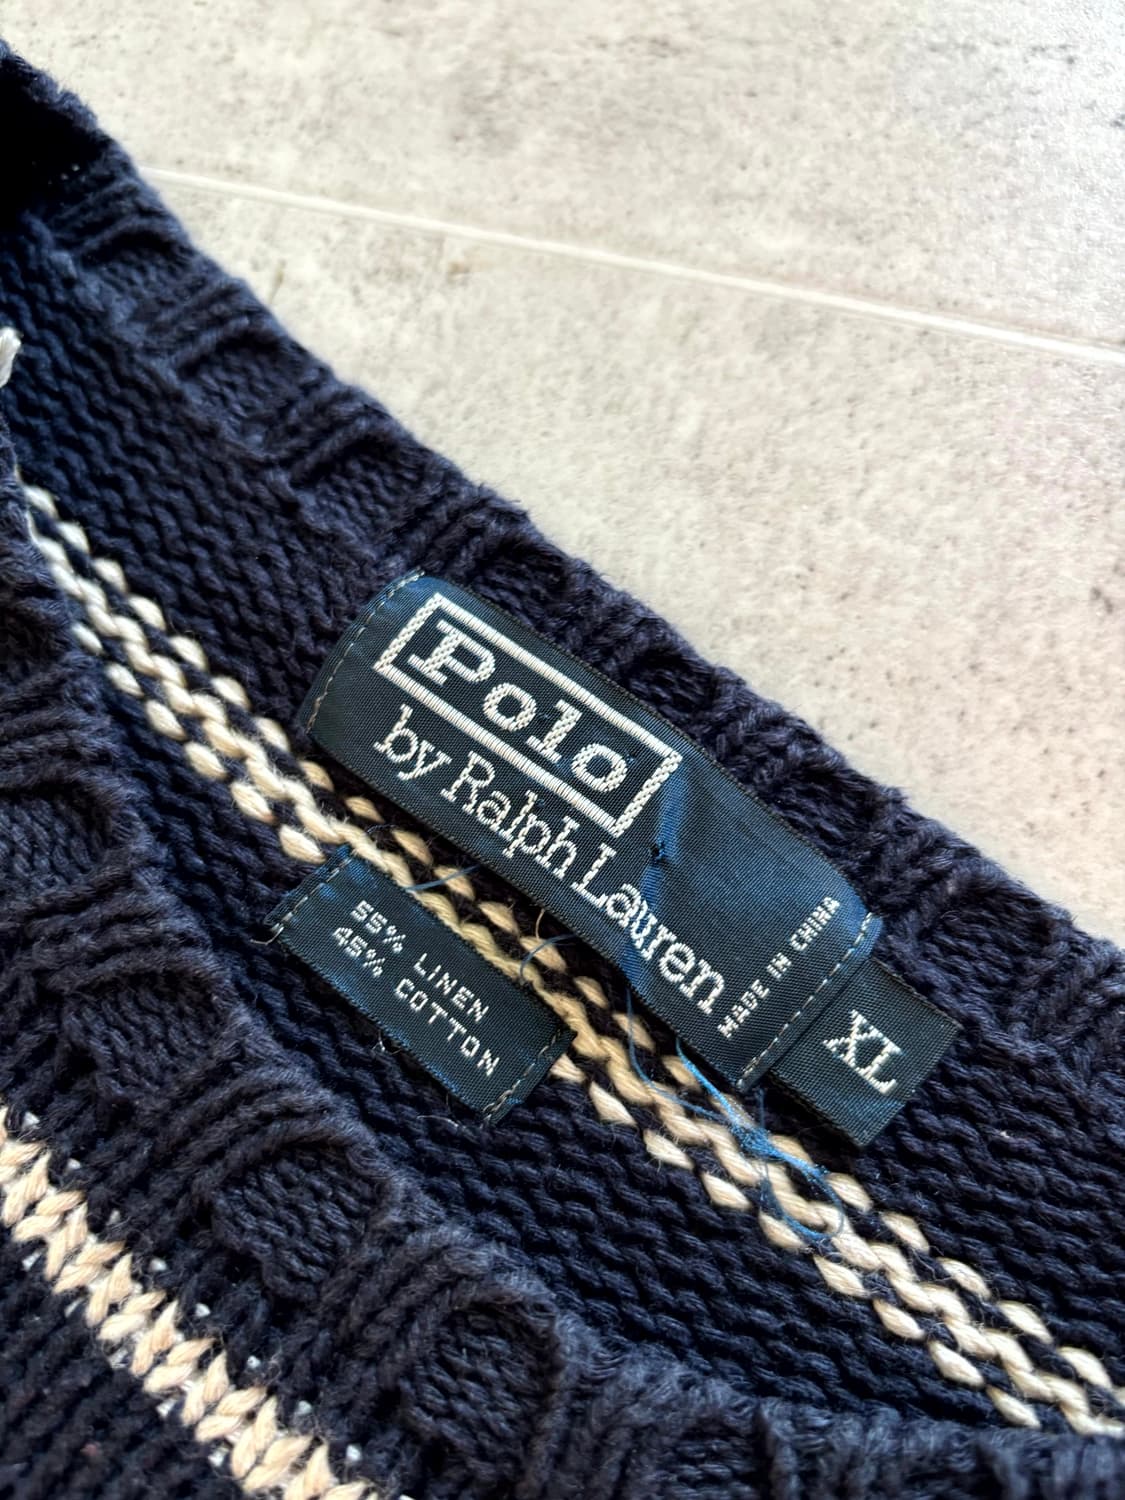 Polo
by Ralph Lauren
MADE IN CHINA
XL
55% LINEN
45% COTTON